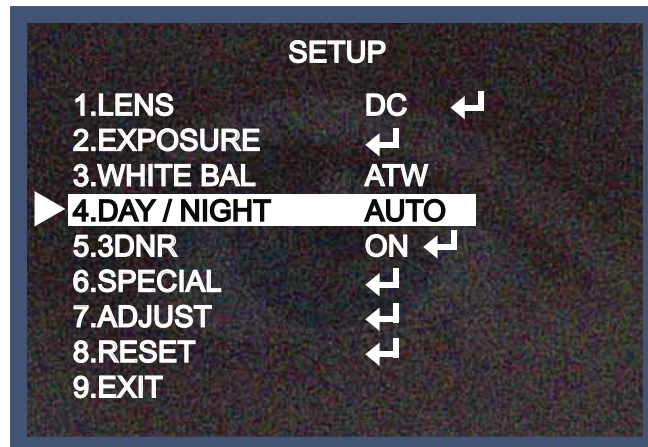 SETUP
1.LENS DC ↵
2.EXPOSURE ↵
3.WHITE BAL ATW
4.DAY / NIGHT AUTO
5.3DNR ON ↵
6.SPECIAL ↵
7.ADJUST ↵
8.RESET ↵
9.EXIT